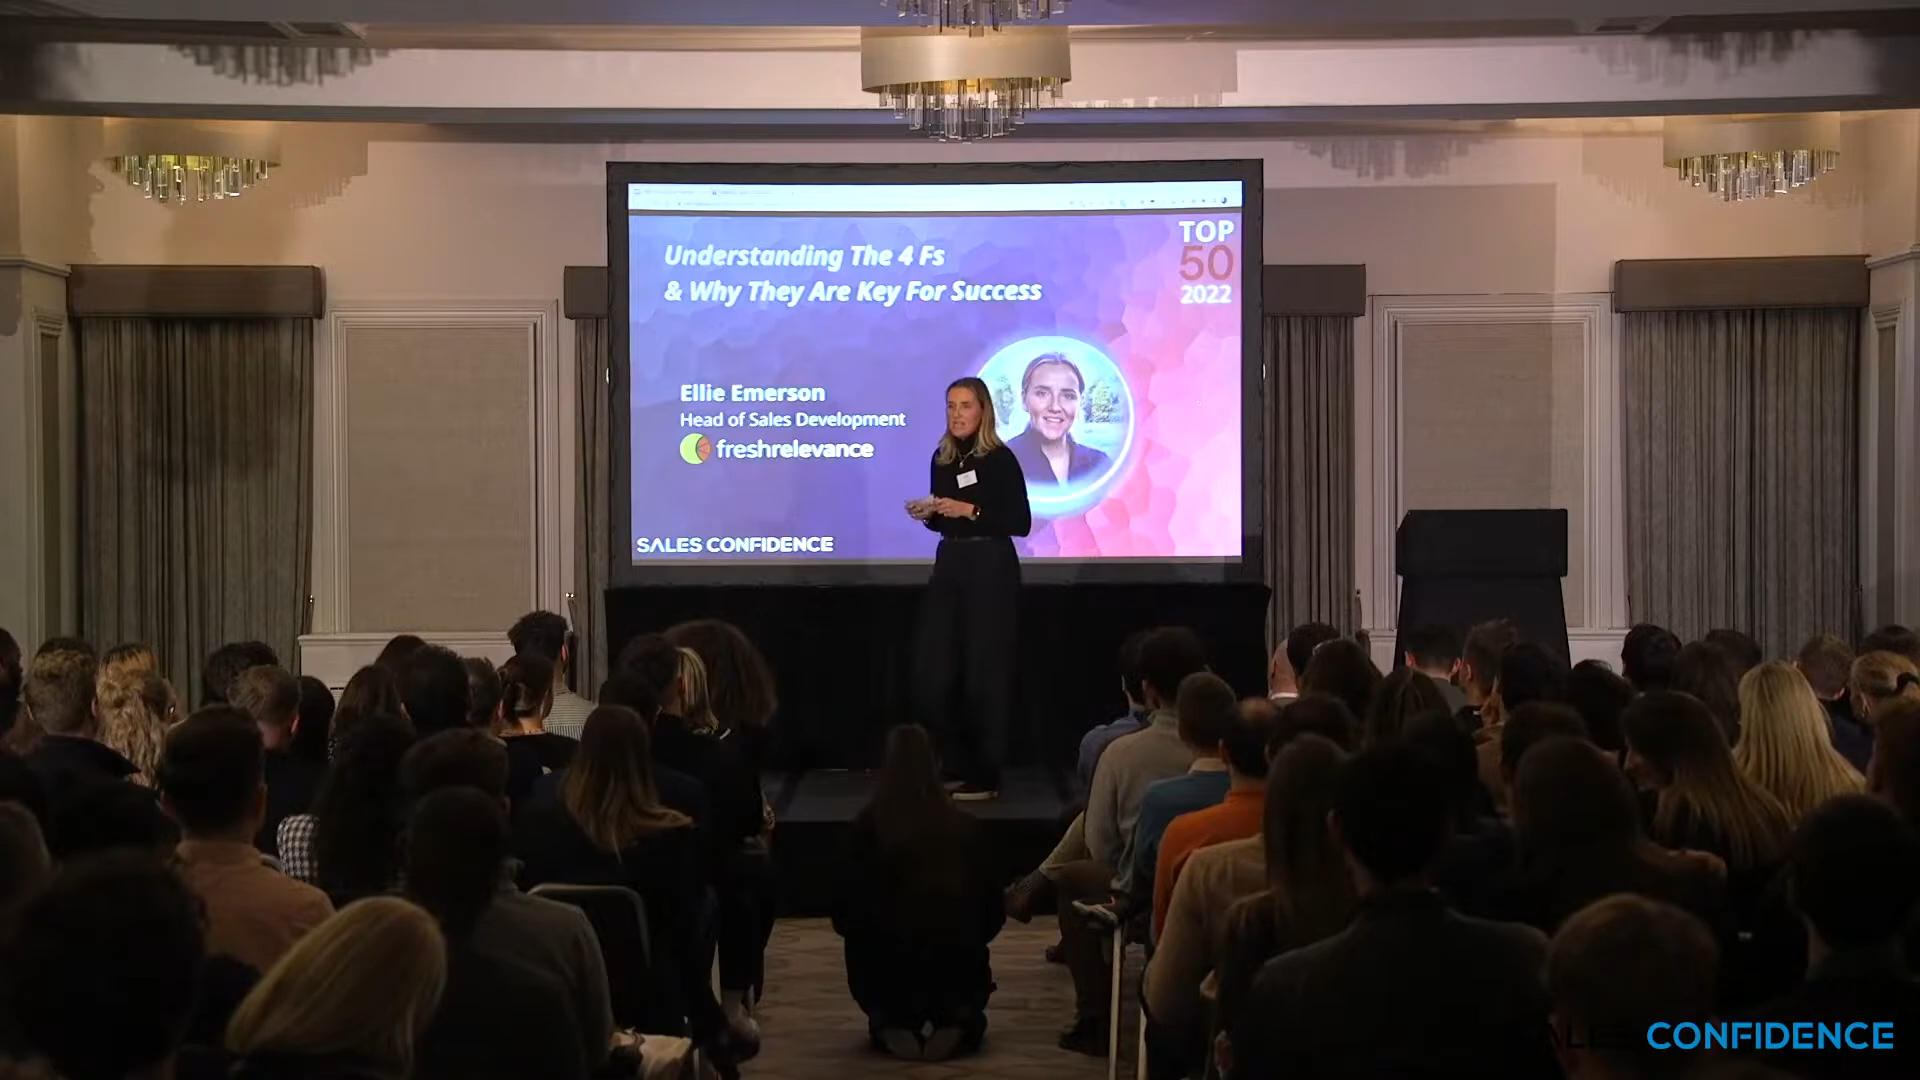 Understanding The 4 Fs
& Why They Are Key For Success
TOP
50
2022
Ellie Emerson
Head of Sales Development
freshrelevance
SALES CONFIDENCE
CONFIDENCE